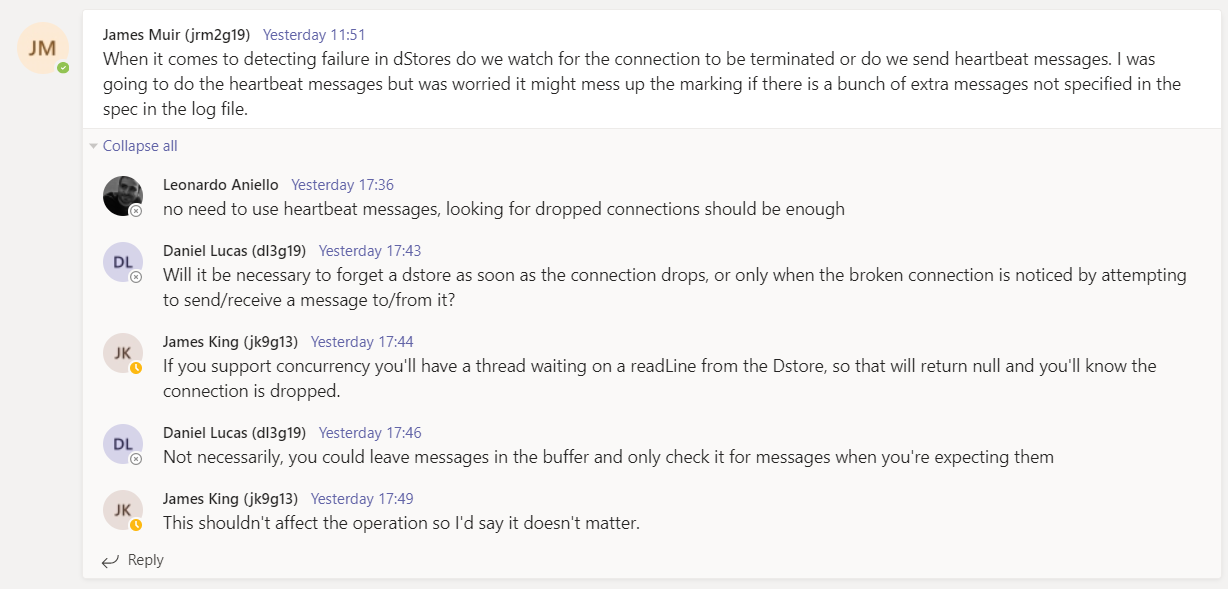 JM
James Muir (jrm2g19) Yesterday 11:51
When it comes to detecting failure in dStores do we watch for the connection to be terminated or do we send heartbeat messages. I was
going to do the heartbeat messages but was worried it might mess up the marking if there is a bunch of extra messages not specified in the
spec in the log file.
Collapse all
Leonardo Aniello Yesterday 17:36
no need to use heartbeat messages, looking for dropped connections should be enough
DL
Daniel Lucas (dl3g19) Yesterday 17:43
Will it be necessary to forget a dstore as soon as the connection drops, or only when the broken connection is noticed by attempting
to send/receive a message to/from it?
JK
James King (jk9g13) Yesterday 17:44
If you support concurrency you'll have a thread waiting on a readLine from the Dstore, so that will return null and you'll know the
connection is dropped.
DL
Daniel Lucas (dl3g19) Yesterday 17:46
Not necessarily, you could leave messages in the buffer and only check it for messages when you're expecting them
JK
James King (jk9g13) Yesterday 17:49
This shouldn't affect the operation so I'd say it doesn't matter.
Reply